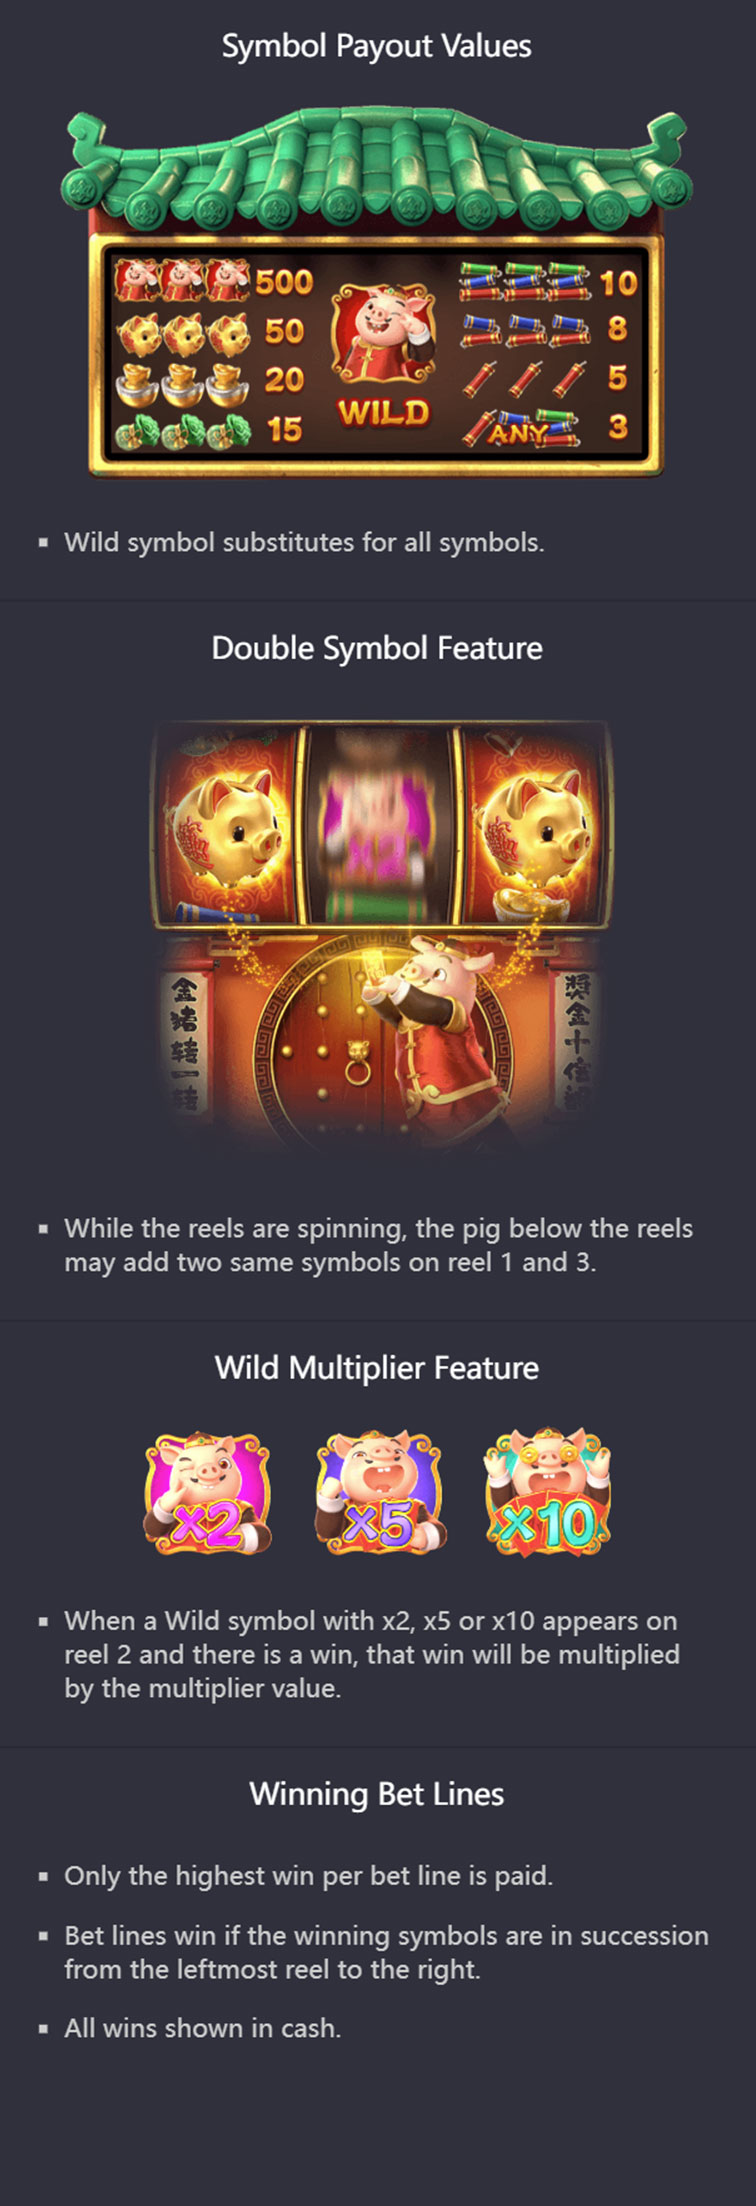 Symbol Payout Values
500
50
20
15
WILD
10
8
5
ANY 3
Wild symbol substitutes for all symbols.
Double Symbol Feature
x2
金猪转一转
奖金十倍翻
While the reels are spinning, the pig below the reels
may add two same symbols on reel 1 and 3.
Wild Multiplier Feature
x2 x5 x10
When a Wild symbol with x2, x5 or x10 appears on
reel 2 and there is a win, that win will be multiplied
by the multiplier value.
Winning Bet Lines
Only the highest win per bet line is paid.
Bet lines win if the winning symbols are in succession
from the leftmost reel to the right.
All wins shown in cash.